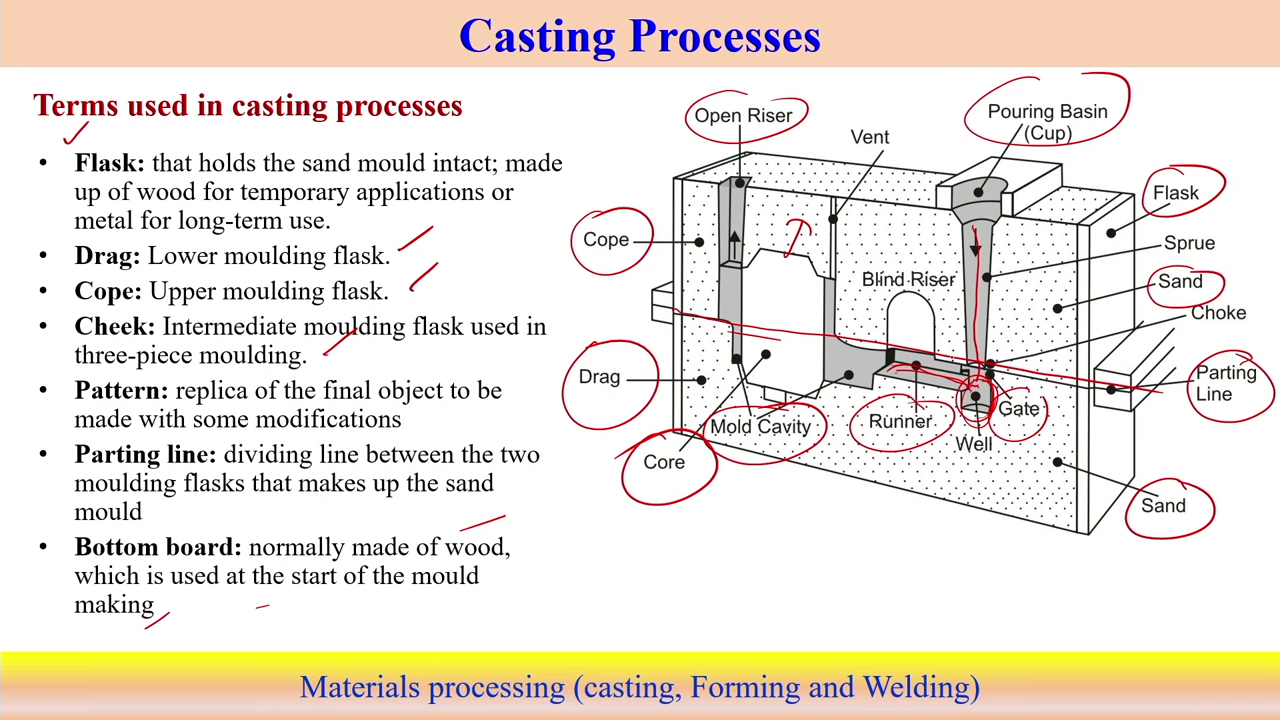 Casting Processes
Terms used in casting processes
• Flask: that holds the sand mould intact; made
up of wood for temporary applications or
metal for long-term use.
• Drag: Lower moulding flask.
• Cope: Upper moulding flask.
• Cheek: Intermediate moulding flask used in
three-piece moulding.
• Pattern: replica of the final object to be
made with some modifications
• Parting line: dividing line between the two
moulding flasks that makes up the sand
mould
• Bottom board: normally made of wood,
which is used at the start of the mould
making
Open Riser
Vent
Pouring Basin
(Cup)
Flask
Cope
Sprue
Blind Riser
Sand
Choke
Drag
Parting
Line
Mold Cavity
Runner
Gate
Well
Core
Sand
Materials processing (casting, Forming and Welding)